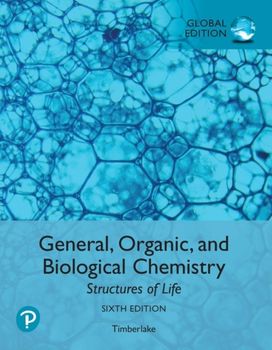 GLOBAL
EDITION
General, Organic, and
Biological Chemistry
Structures of Life
SIXTH EDITION
Timberlake
P